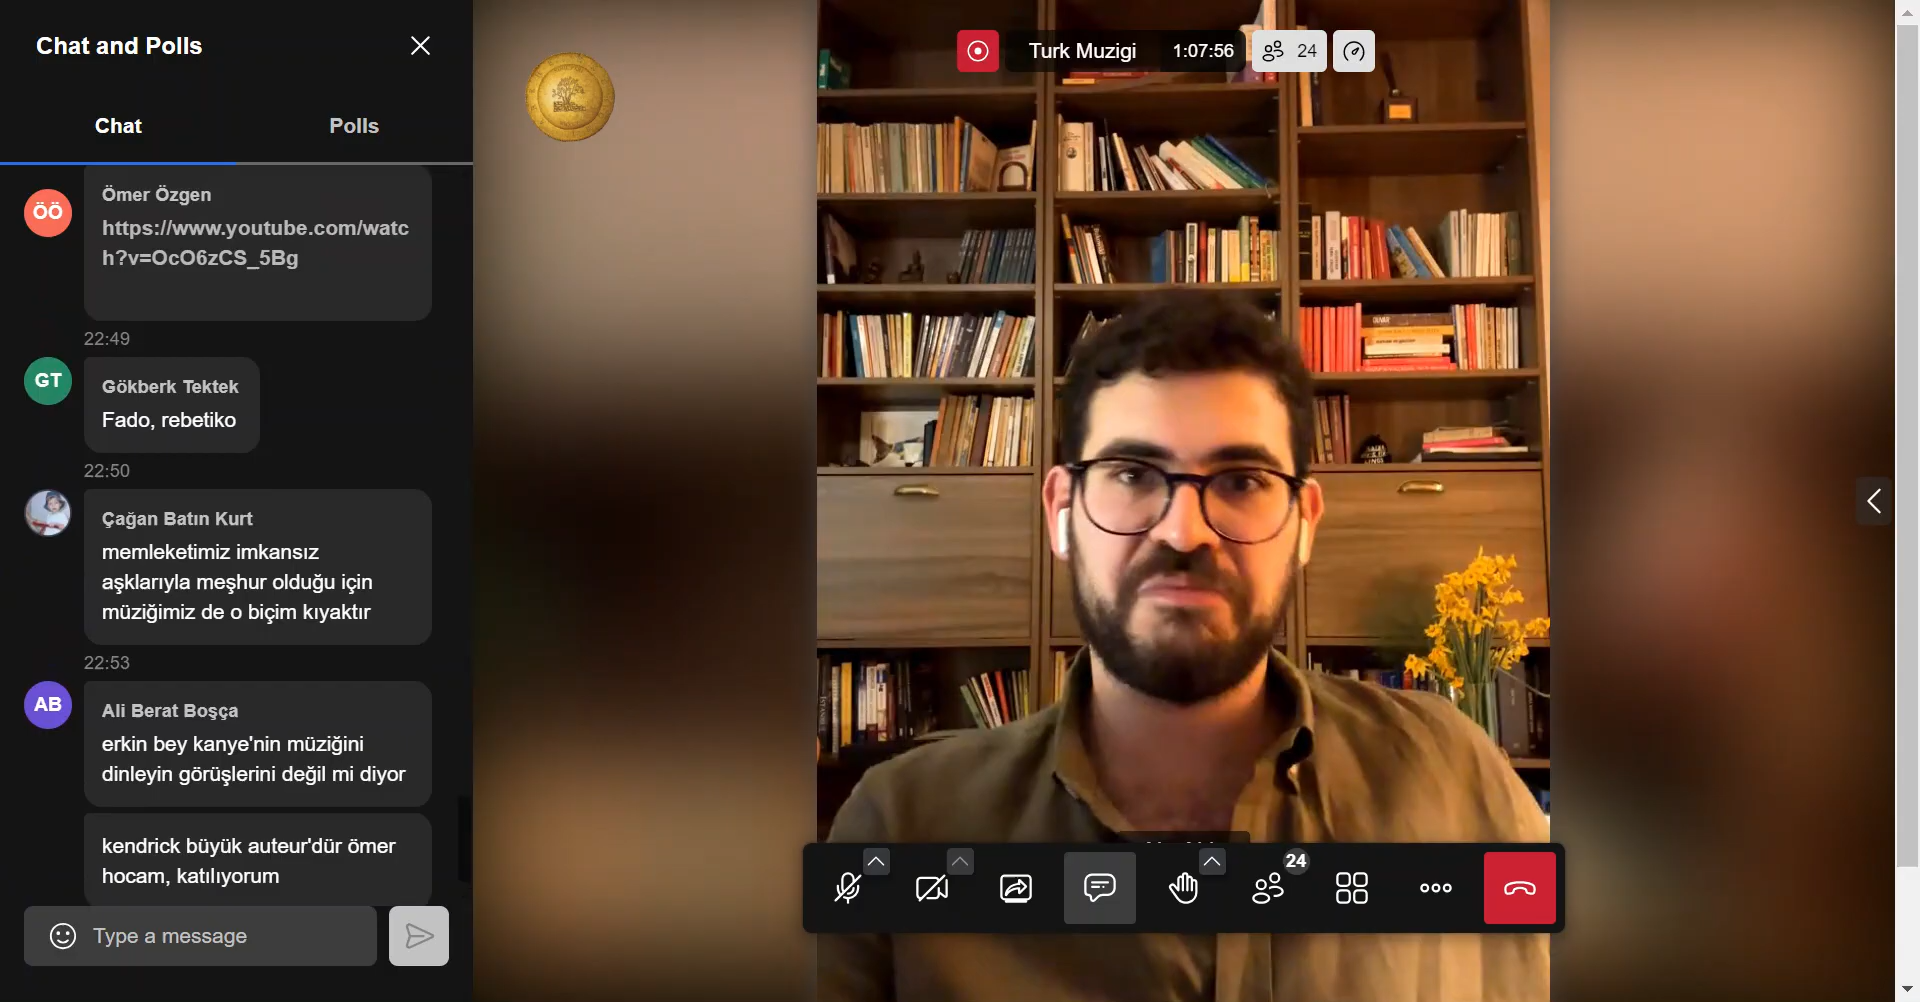 Chat and Polls
Chat
Polls
ÖÖ
Ömer Özgen
https://www.youtube.com/watc
h?v=OcO6zCS_5Bg
22:49
GT
Gökberk Tektek
Fado, rebetiko
22:50
Çağan Batın Kurt
memleketimiz imkansız
aşklarıyla meşhur olduğu için
müziğimiz de o biçim kıyaktır
22:53
AB
Ali Berat Boşça
erkin bey kanye'nin müziğini
dinleyin görüşlerini değil mi diyor
kendrick büyük auteur'dür ömer
hocam, katılıyorum
Type a message
Turk Muzigi
1:07:56
24
24